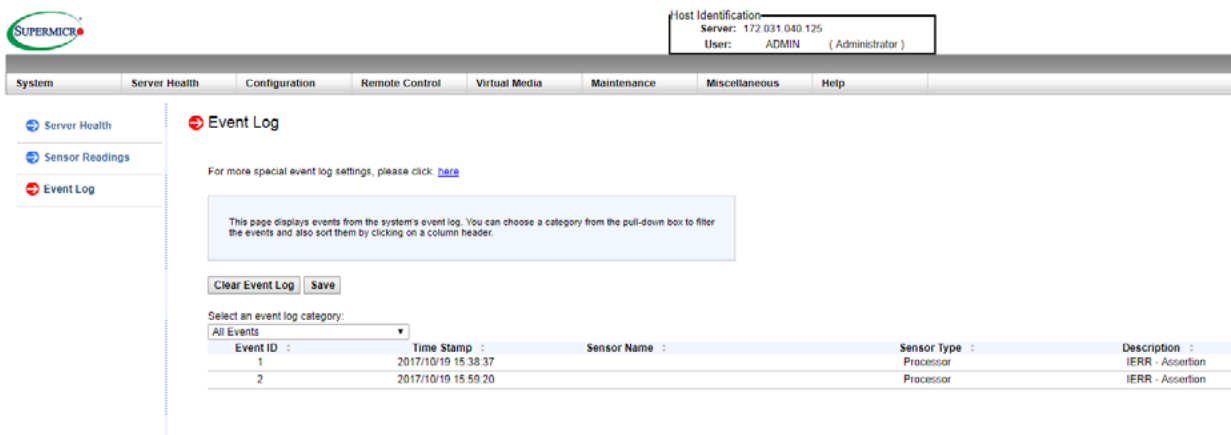 SUPERMICRO
Host Identification
Server: 172.031.040.125
User: ADMIN ( Administrator )
System Server Health Configuration Remote Control Virtual Media Maintenance Miscellaneous Help
Server Health
Sensor Readings
Event Log
Event Log
For more special event log settings, please click. here
This page displays events from the system's event log. You can choose a category from the pull-down box to filter
the events and also sort them by clicking on a column header.
Clear Event Log Save
Select an event log category:
All Events
Event ID Time Stamp Sensor Name Sensor Type Description
1 2017/10/19 15:38:37 Processor IERR - Assertion
2 2017/10/19 15:59:20 Processor IERR - Assertion